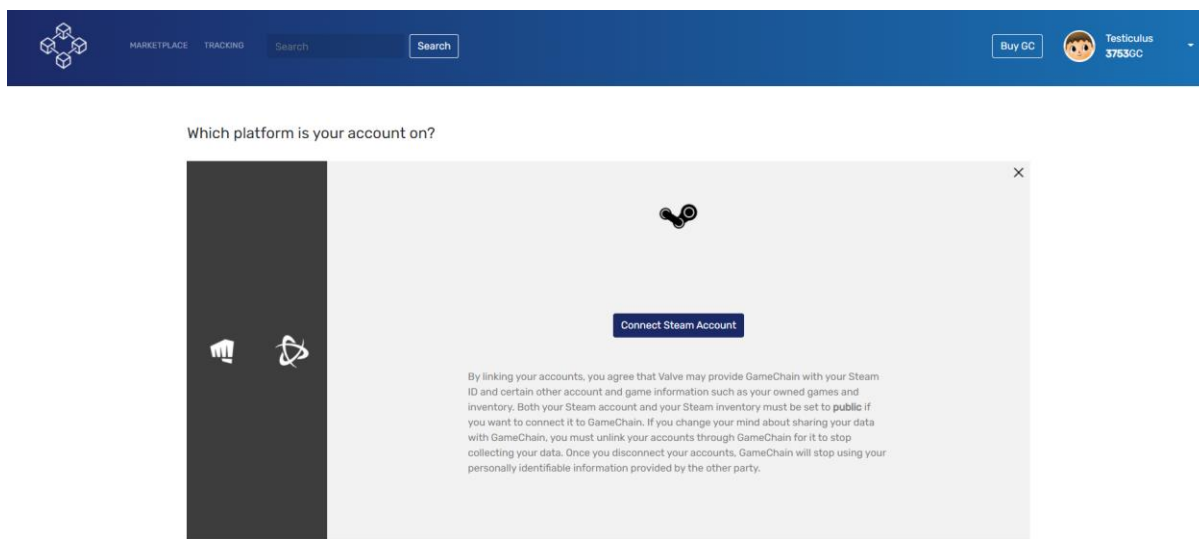 MARKETPLACE TRACKING Search Search Buy GC Testiculus
3753GC
Which platform is your account on?
Connect Steam Account
By linking your accounts, you agree that Valve may provide GameChain with your Steam
ID and certain other account and game information such as your owned games and
inventory. Both your Steam account and your Steam inventory must be set to public if
you want to connect it to GameChain. If you change your mind about sharing your data
with GameChain, you must unlink your accounts through GameChain for it to stop
collecting your data. Once you disconnect your accounts, GameChain will stop using your
personally identifiable information provided by the other party.